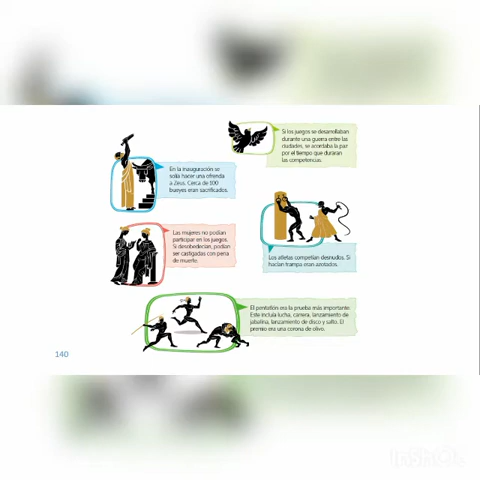 Si los juegos se desarrollaban
durante una guerra entre las
ciudades, se acordaba la paz
por el tiempo que duraran
las competencias.
En la inauguración se
solía hacer una ofrenda
a Zeus. Cerca de 100
bueyes eran sacrificados.
Las mujeres no podían
participar en los juegos.
Si desobedecían, podían
ser castigadas con pena
de muerte.
Los atletas competían desnudos. Si
hacían trampa eran azotados.
El pentatlón era la prueba más importante.
Este incluía lucha, carrera, lanzamiento de
jabalina, lanzamiento de disco y salto. El
premio era una corona de olivo.
140